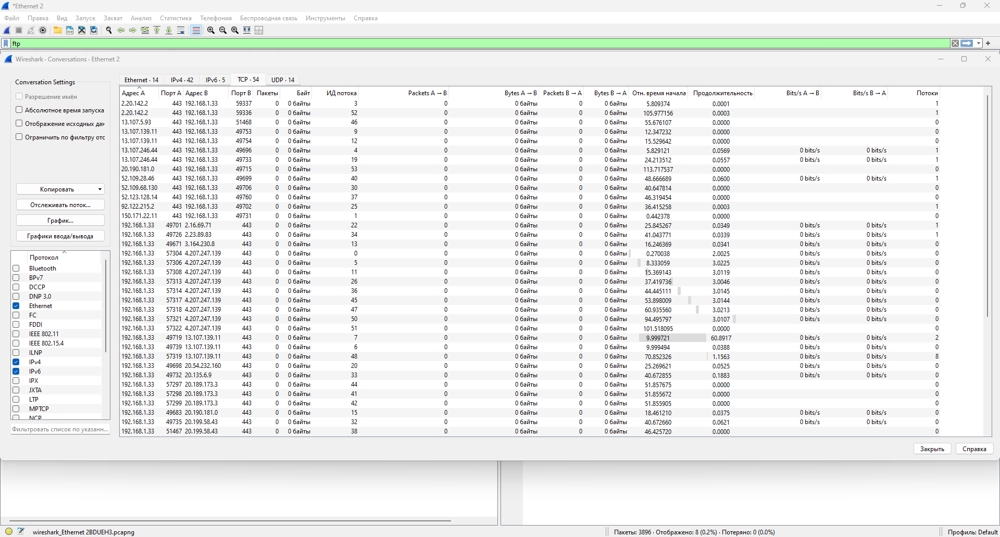 *Ethernet 2
Файл Правка Вид Запуск Захват Анализ Статистика Телефония Беспроводная связь Инструменты Справка
ftp
Wireshark · Conversations · Ethernet 2
Conversation Settings
Разрешение имён
Абсолютное время запуска
Отображение исходных дан
Ограничить по фильтру отс
Копировать
Отслеживать поток...
График...
Графики ввода/вывода
Протокол
Bluetooth
BPv7
DCCP
DNP 3.0
Ethernet
FC
FDDI
IEEE 802.11
IEEE 802.15.4
ILNP
IPv4
IPv6
IPX
JXTA
LTP
MPTCP
NCP
Фильтровать список по указанн...
Ethernet · 14 IPv4 · 42 IPv6 · 5 TCP · 54 UDP · 14
Адрес A Порт A Адрес B Порт B Пакеты Байт ИД потока Packets A → B Bytes A → B Packets B → A Bytes B → A Отн. время начала Продолжительность Bits/s A → B Bits/s B → A Потоки
2.20.142.2 443 192.168.1.33 59337 0 0 байты 3 0 0 байты 0 0 байты 5.809374 0.0001 1
2.20.142.2 443 192.168.1.33 59336 0 0 байты 52 0 0 байты 0 0 байты 105.977156 0.0003 1
13.107.5.93 443 192.168.1.33 51468 0 0 байты 46 0 0 байты 0 0 байты 55.676107 0.0000 0
13.107.139.11 443 192.168.1.33 49753 0 0 байты 9 0 0 байты 0 0 байты 12.347232 0.0000 0
13.107.139.11 443 192.168.1.33 49754 0 0 байты 12 0 0 байты 0 0 байты 15.529642 0.0000 0
13.107.246.44 443 192.168.1.33 49696 0 0 байты 4 0 0 байты 0 0 байты 5.829121 0.0569 0 bits/s 0 bits/s 1
13.107.246.44 443 192.168.1.33 49733 0 0 байты 19 0 0 байты 0 0 байты 24.213512 0.0557 0 bits/s 0 bits/s 1
20.190.181.0 443 192.168.1.33 49715 0 0 байты 53 0 0 байты 0 0 байты 113.717537 0.0000 0
52.109.28.46 443 192.168.1.33 49699 0 0 байты 40 0 0 байты 0 0 байты 48.666689 0.0600 0 bits/s 0 bits/s 1
52.109.68.130 443 192.168.1.33 49706 0 0 байты 30 0 0 байты 0 0 байты 40.647814 0.0000 0
52.123.128.14 443 192.168.1.33 49760 0 0 байты 37 0 0 байты 0 0 байты 46.319454 0.0000 0
92.122.215.2 443 192.168.1.33 49702 0 0 байты 25 0 0 байты 0 0 байты 36.415258 0.0003 1
150.171.22.11 443 192.168.1.33 49731 0 0 байты 1 0 0 байты 0 0 байты 0.442378 0.0000 0
192.168.1.33 49701 2.16.69.71 443 0 0 байты 22 0 0 байты 0 0 байты 25.845267 0.0349 0 bits/s 0 bits/s 1
192.168.1.33 49726 2.23.89.83 443 0 0 байты 34 0 0 байты 0 0 байты 41.043771 0.0339 0 bits/s 0 bits/s 1
192.168.1.33 49671 3.164.230.8 443 0 0 байты 13 0 0 байты 0 0 байты 16.246369 0.0341 0 bits/s 0 bits/s 0
192.168.1.33 57304 4.207.247.139 443 0 0 байты 0 0 0 байты 0 0 байты 0.270038 2.0025 0 bits/s 0 bits/s 0
192.168.1.33 57306 4.207.247.139 443 0 0 байты 5 0 0 байты 0 0 байты 8.333059 3.0225 0 bits/s 0 bits/s 0
192.168.1.33 57308 4.207.247.139 443 0 0 байты 11 0 0 байты 0 0 байты 15.369143 3.0119 0 bits/s 0 bits/s 0
192.168.1.33 57313 4.207.247.139 443 0 0 байты 26 0 0 байты 0 0 байты 37.419736 3.0046 0 bits/s 0 bits/s 0
192.168.1.33 57314 4.207.247.139 443 0 0 байты 36 0 0 байты 0 0 байты 44.445111 3.0145 0 bits/s 0 bits/s 0
192.168.1.33 57317 4.207.247.139 443 0 0 байты 45 0 0 байты 0 0 байты 53.898009 3.0144 0 bits/s 0 bits/s 0
192.168.1.33 57318 4.207.247.139 443 0 0 байты 47 0 0 байты 0 0 байты 60.935560 3.0213 0 bits/s 0 bits/s 0
192.168.1.33 57321 4.207.247.139 443 0 0 байты 50 0 0 байты 0 0 байты 94.495797 3.0107 0 bits/s 0 bits/s 0
192.168.1.33 57322 4.207.247.139 443 0 0 байты 51 0 0 байты 0 0 байты 101.518095 0.0000 0
192.168.1.33 49719 13.107.139.11 443 0 0 байты 7 0 0 байты 0 0 байты 9.999721 60.8917 0 bits/s 0 bits/s 2
192.168.1.33 49739 13.107.139.11 443 0 0 байты 6 0 0 байты 0 0 байты 9.999494 0.0388 0 bits/s 0 bits/s 0
192.168.1.33 57319 13.107.139.11 443 0 0 байты 48 0 0 байты 0 0 байты 70.852326 1.1563 0 bits/s 0 bits/s 8
192.168.1.33 49698 20.54.232.160 443 0 0 байты 20 0 0 байты 0 0 байты 25.269621 0.0525 0 bits/s 0 bits/s 0
192.168.1.33 49732 20.135.6.9 443 0 0 байты 33 0 0 байты 0 0 байты 40.672855 0.1883 0 bits/s 0 bits/s 0
192.168.1.33 57297 20.189.173.3 443 0 0 байты 44 0 0 байты 0 0 байты 51.857675 0.0000 0
192.168.1.33 57298 20.189.173.3 443 0 0 байты 41 0 0 байты 0 0 байты 51.855672 0.0000 0
192.168.1.33 57299 20.189.173.3 443 0 0 байты 42 0 0 байты 0 0 байты 51.855905 0.0000 0
192.168.1.33 49683 20.190.181.0 443 0 0 байты 15 0 0 байты 0 0 байты 18.461210 0.0375 0 bits/s 0 bits/s 0
192.168.1.33 49735 20.199.58.43 443 0 0 байты 32 0 0 байты 0 0 байты 40.672660 0.0621 0 bits/s 0 bits/s 0
192.168.1.33 51467 20.199.58.43 443 0 0 байты 38 0 0 байты 0 0 байты 46.425720 0.0000 0
Закрыть Справка
wireshark_Ethernet 2BDUEH3.pcapng Пакеты: 3896 · Отображено: 8 (0.2%) · Потеряно: 0 (0.0%) Профиль: Default